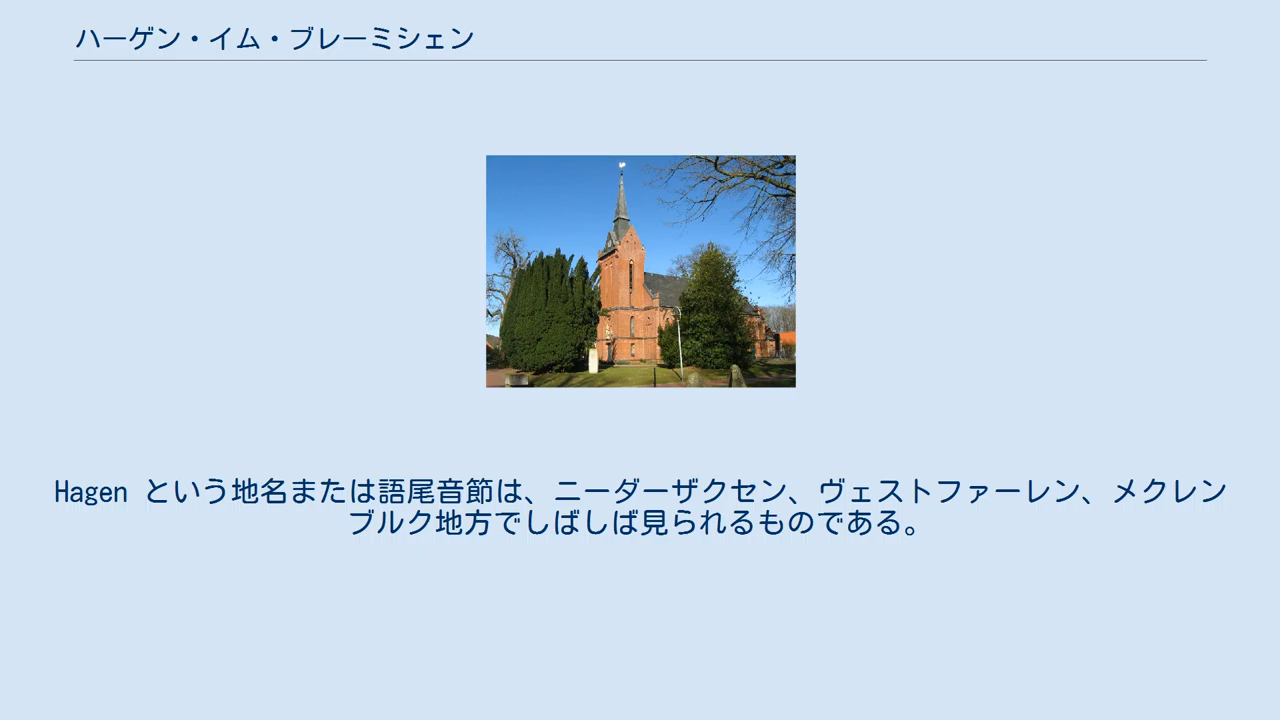 ハーゲン・イム・ブレーミシェン
Hagen という地名または語尾音節は、ニーダーザクセン、ヴェストファーレン、メクレン
ブルク地方でしばしば見られるものである。